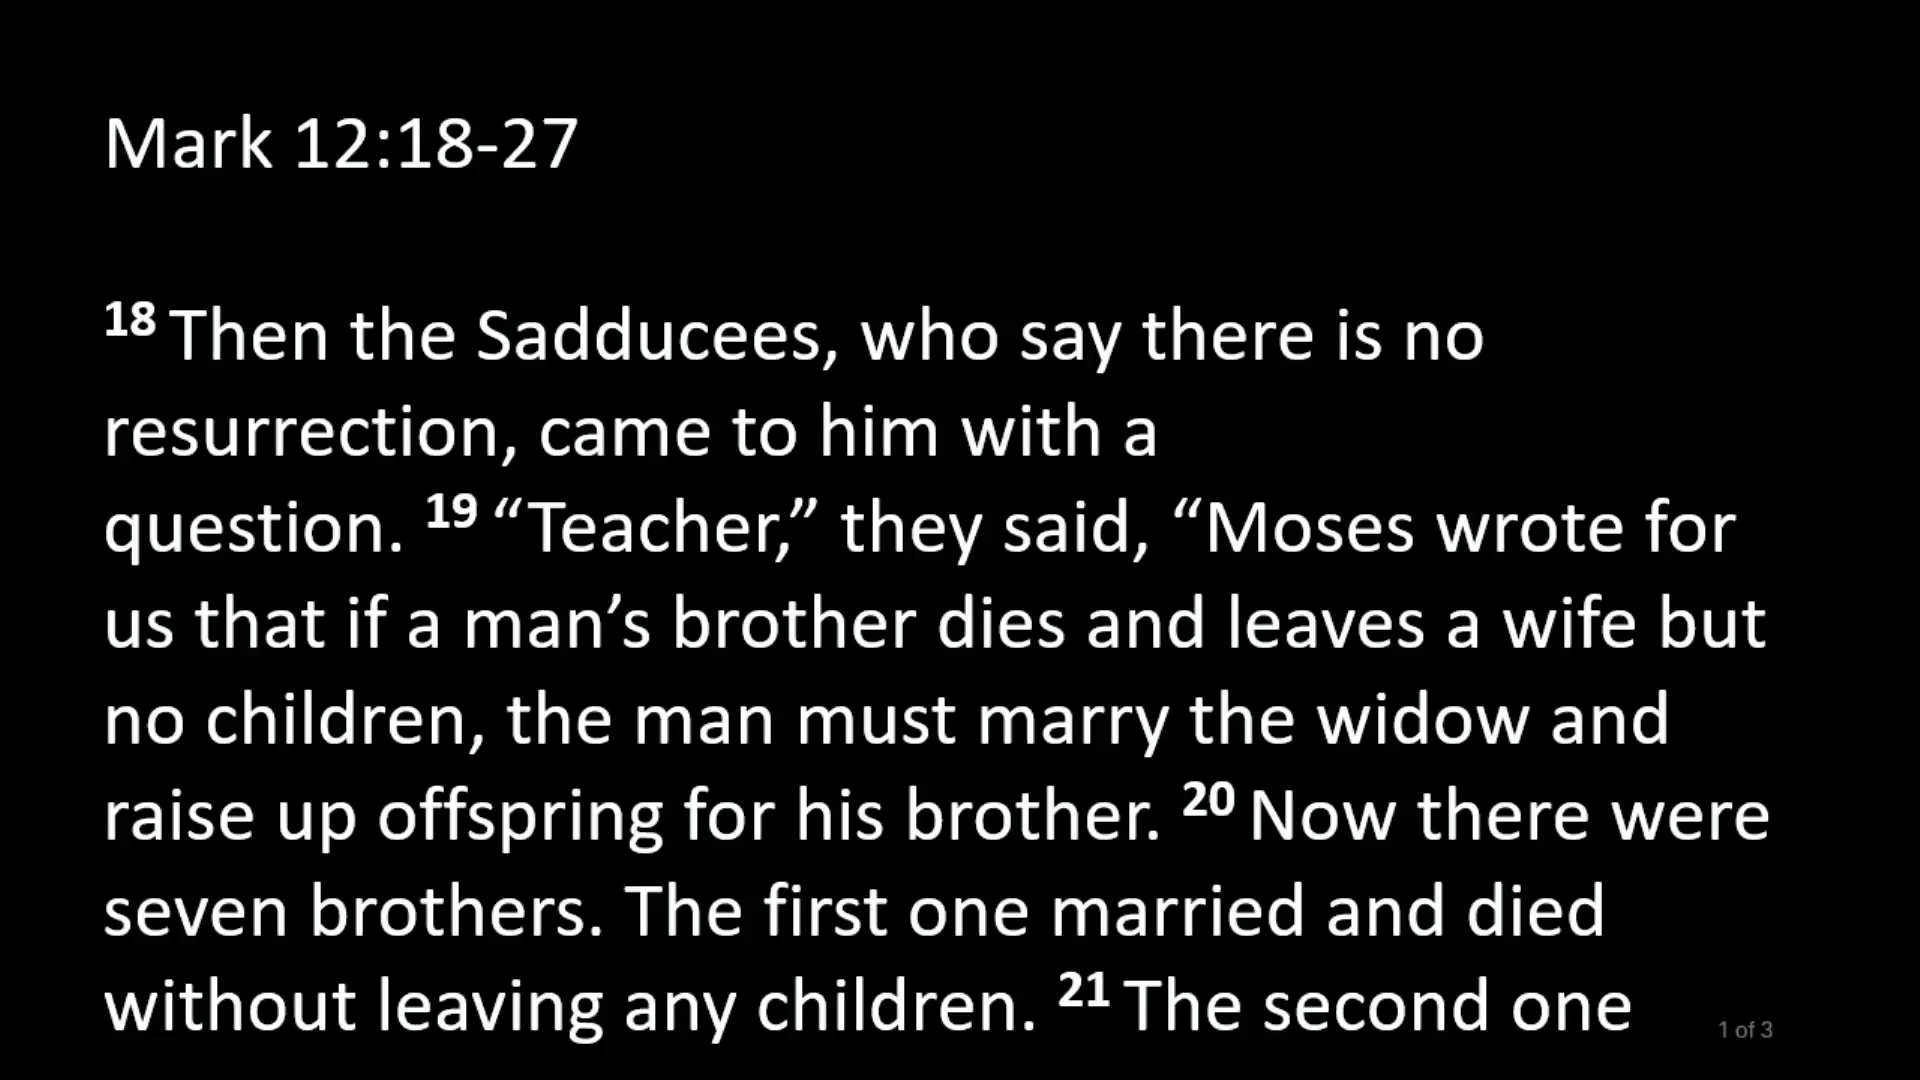 Mark 12:18-27
18 Then the Sadducees, who say there is no
resurrection, came to him with a
question. 19 “Teacher,” they said, “Moses wrote for
us that if a man’s brother dies and leaves a wife but
no children, the man must marry the widow and
raise up offspring for his brother. 20 Now there were
seven brothers. The first one married and died
without leaving any children. 21 The second one
1 of 3